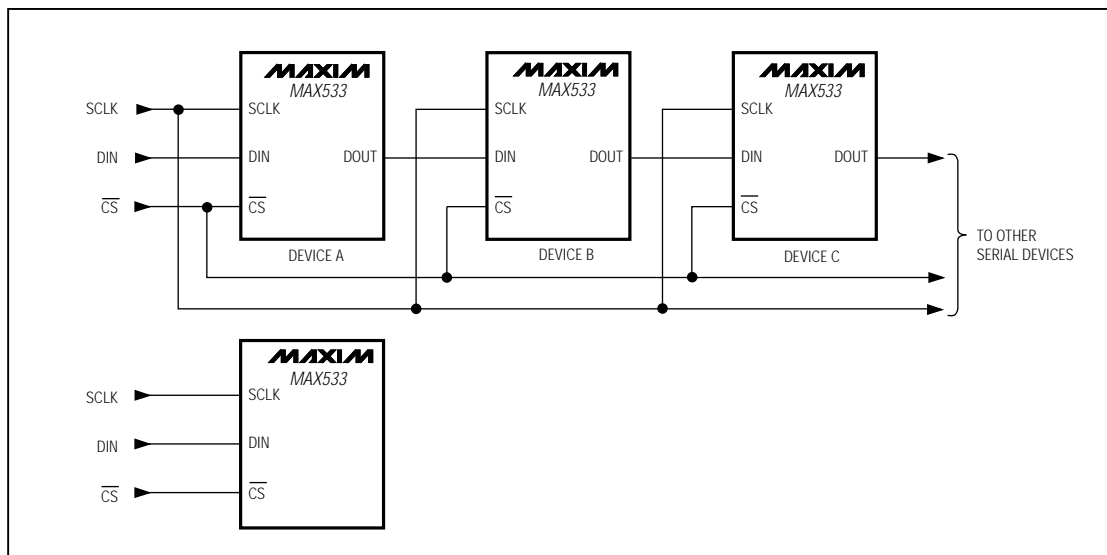 MAXIM MAXIM MAXIM
MAX533 MAX533 MAX533
SCLK SCLK SCLK SCLK
DIN DIN DOUT DIN DOUT DIN DOUT
CS CS CS CS
DEVICE A DEVICE B DEVICE C
TO OTHER
SERIAL DEVICES
MAXIM
MAX533
SCLK SCLK
DIN DIN
CS CS